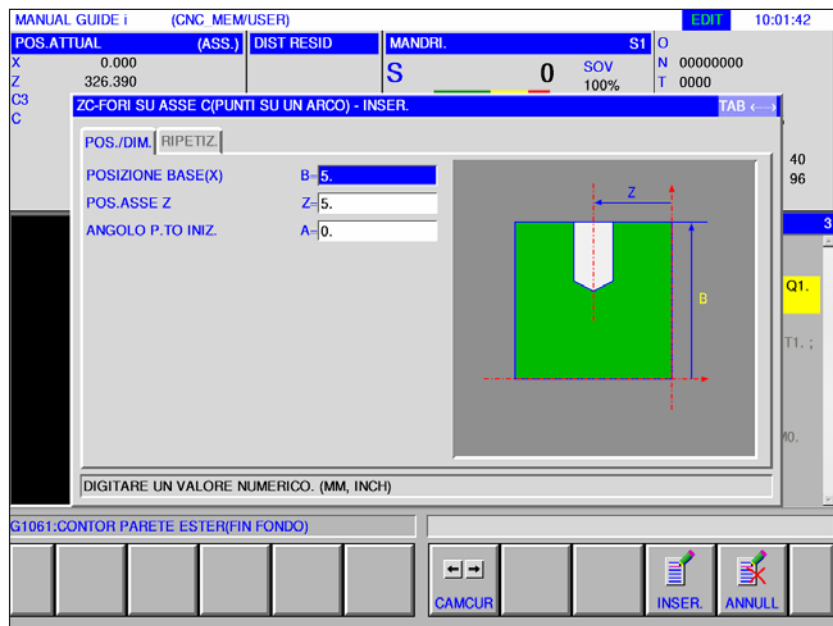 MANUAL GUIDE i (CNC_MEM/USER) EDIT 10:01:42
POS.ATTUAL (ASS.) DIST RESID MANDRI. S1 O
X 0.000
Z 326.390
C3
C
S 0 SOV 100%
N 00000000
T 0000
ZC-FORI SU ASSE C(PUNTI SU UN ARCO) - INSER. TAB ←→
POS./DIM. RIPETIZ.
POSIZIONE BASE(X) B=5.
POS.ASSE Z Z=5.
ANGOLO P.TO INIZ. A=0.
Z
B
40
96
3
Q1.
T1. ;
M0.
DIGITARE UN VALORE NUMERICO. (MM, INCH)
G1061:CONTOR PARETE ESTER(FIN FONDO)
CAMCUR INSER. ANNULL